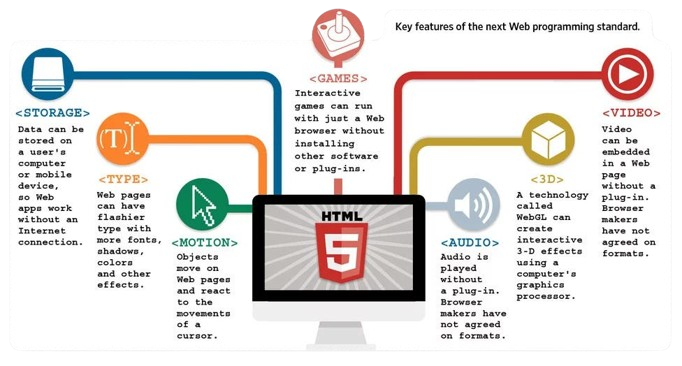 Key features of the next Web programming standard.
<STORAGE>
Data can be
stored on
a user's
computer
or mobile
device,
so Web
apps work
without an
Internet
connection.
(T)
<TYPE>
Web pages
can have
flashier
type with
more fonts,
shadows,
colors
and other
effects.
<MOTION>
Objects
move on
Web pages
and react
to the
movements
of a
cursor.
<GAMES>
Interactive
games can run
with just a Web
browser without
installing
other software
or plug-ins.
HTML
5
<AUDIO>
Audio is
played
without
a plug-in.
Browser
makers have
not agreed
on formats.
<3D>
A technology
called
WebGL can
create
interactive
3-D effects
using a
computer's
graphics
processor.
<VIDEO>
Video
can be
embedded
in a Web
page
without a
plug-in.
Browser
makers
have not
agreed on
formats.